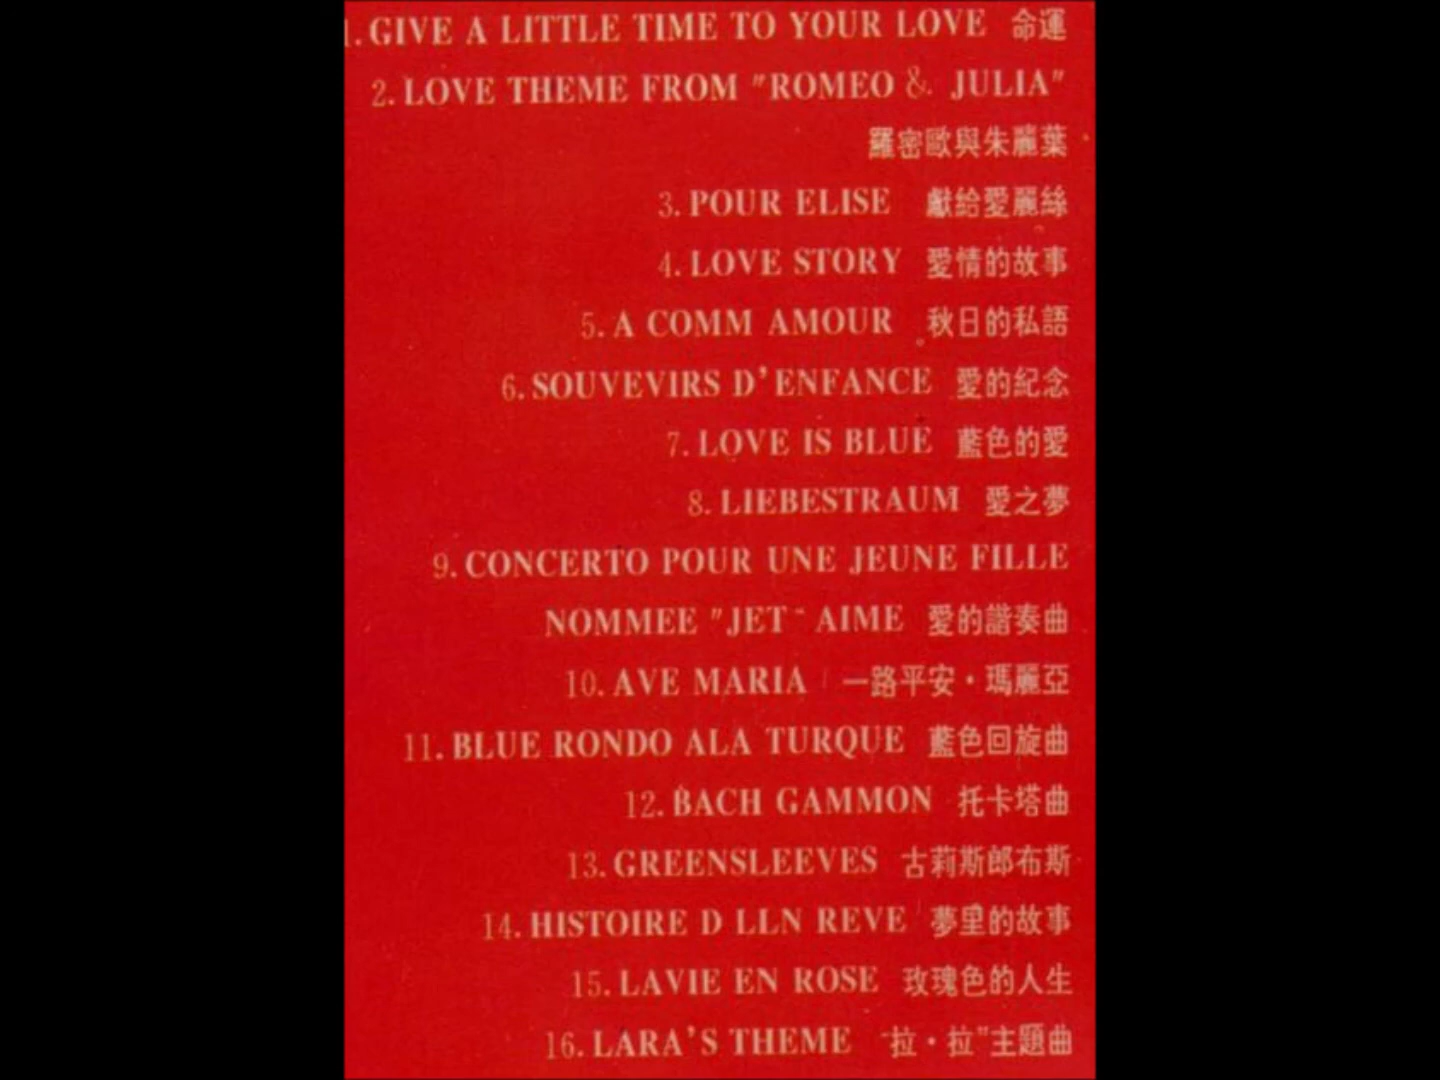 1. GIVE A LITTLE TIME TO YOUR LOVE 命運
2. LOVE THEME FROM "ROMEO & JULIA"
羅密歐與朱麗葉
3. POUR ELISE 獻給愛麗絲
4. LOVE STORY 愛情的故事
5. A COMM AMOUR 秋日的私語
6. SOUVEVIRS D'ENFANCE 愛的紀念
7. LOVE IS BLUE 藍色的愛
8. LIEBESTRAUM 愛之夢
9. CONCERTO POUR UNE JEUNE FILLE
NOMMEE "JET" AIME 愛的諧奏曲
10. AVE MARIA 一路平安·瑪麗亞
11. BLUE RONDO ALA TURQUE 藍色回旋曲
12. BACH GAMMON 托卡塔曲
13. GREENSLEEVES 古莉斯郎布斯
14. HISTOIRE D LLN REVE 夢里的故事
15. LAVIE EN ROSE 玫瑰色的人生
16. LARA'S THEME "拉·拉"主題曲